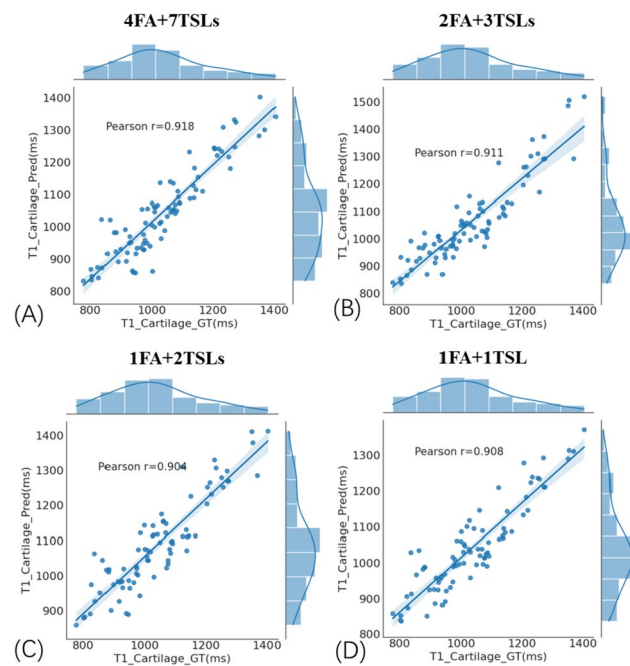 4FA+7TSLs
2FA+3TSLs
1400
1300
1200
1100
1000
900
800
T1_Cartilage_Pred(ms)
Pearson r=0.918
800
1000
1200
1400
T1_Cartilage_GT(ms)
(A)
1500
1400
1300
1200
1100
1000
900
800
T1_Cartilage_Pred(ms)
Pearson r=0.911
800
1000
1200
1400
T1_Cartilage_GT(ms)
(B)
1FA+2TSLs
1FA+1TSL
1400
1300
1200
1100
1000
900
T1_Cartilage_Pred(ms)
Pearson r=0.904
800
1000
1200
1400
T1_Cartilage_GT(ms)
(C)
1300
1200
1100
1000
900
800
T1_Cartilage_Pred(ms)
Pearson r=0.908
800
1000
1200
1400
T1_Cartilage_GT(ms)
(D)